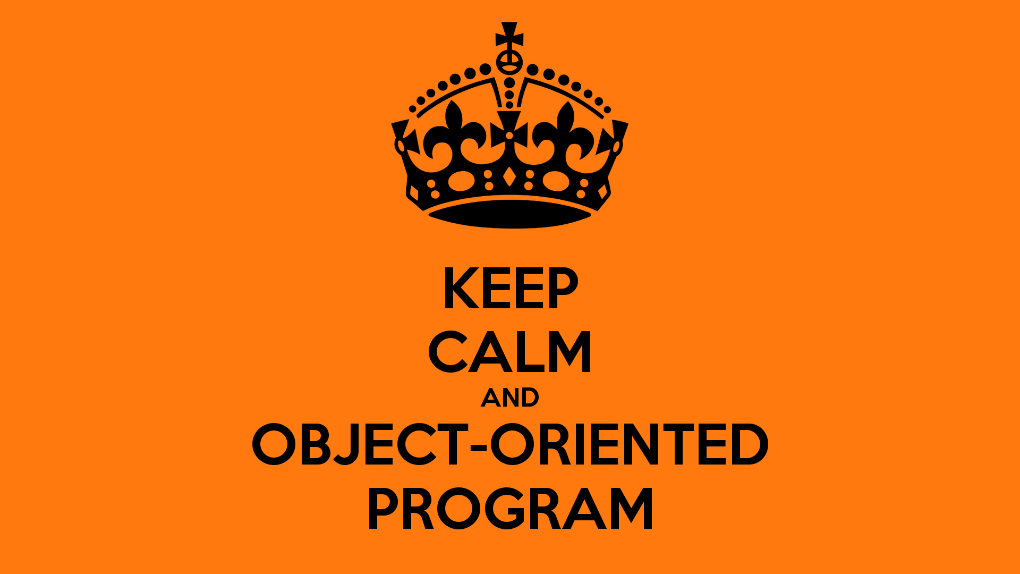 KEEP
CALM
AND
OBJECT-ORIENTED
PROGRAM